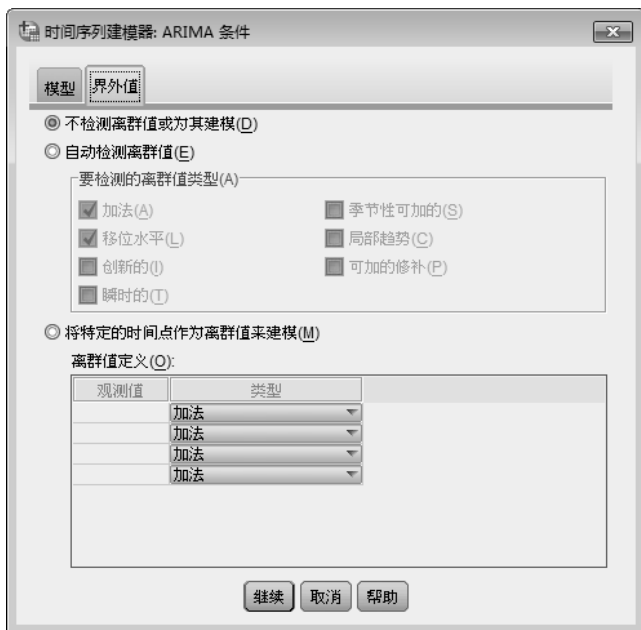 时间序列建模器: ARIMA 条件
模型 界外值
不检测离群值或为其建模(D)
自动检测离群值(E)
要检测的离群值类型(A)
加法(A) 季节性可加的(S)
移位水平(L) 局部趋势(C)
创新的(I) 可加的修补(P)
瞬时的(T)
将特定的时间点作为离群值来建模(M)
离群值定义(O):
观测值 类型
加法
加法
加法
加法
继续 取消 帮助